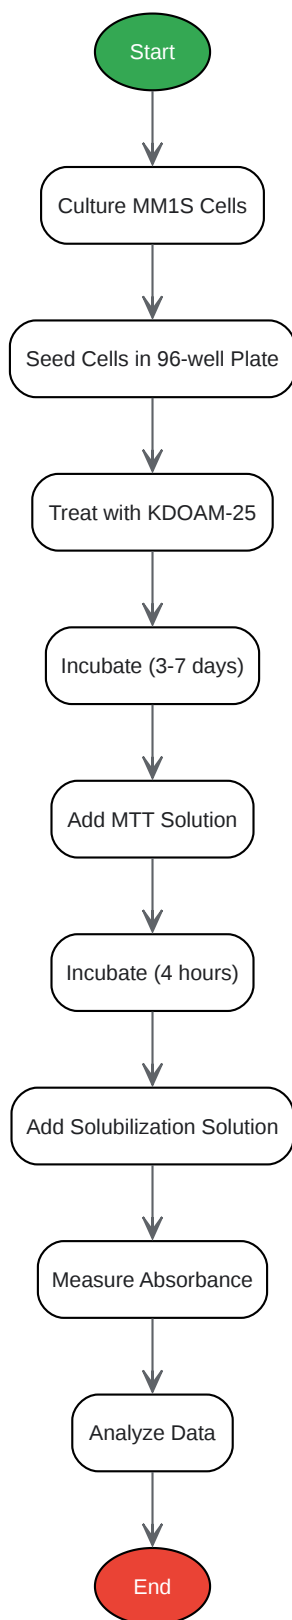 Start
Culture MM1S Cells
Seed Cells in 96-well Plate
Treat with KDOAM-25
Incubate (3-7 days)
Add MTT Solution
Incubate (4 hours)
Add Solubilization Solution
Measure Absorbance
Analyze Data
End